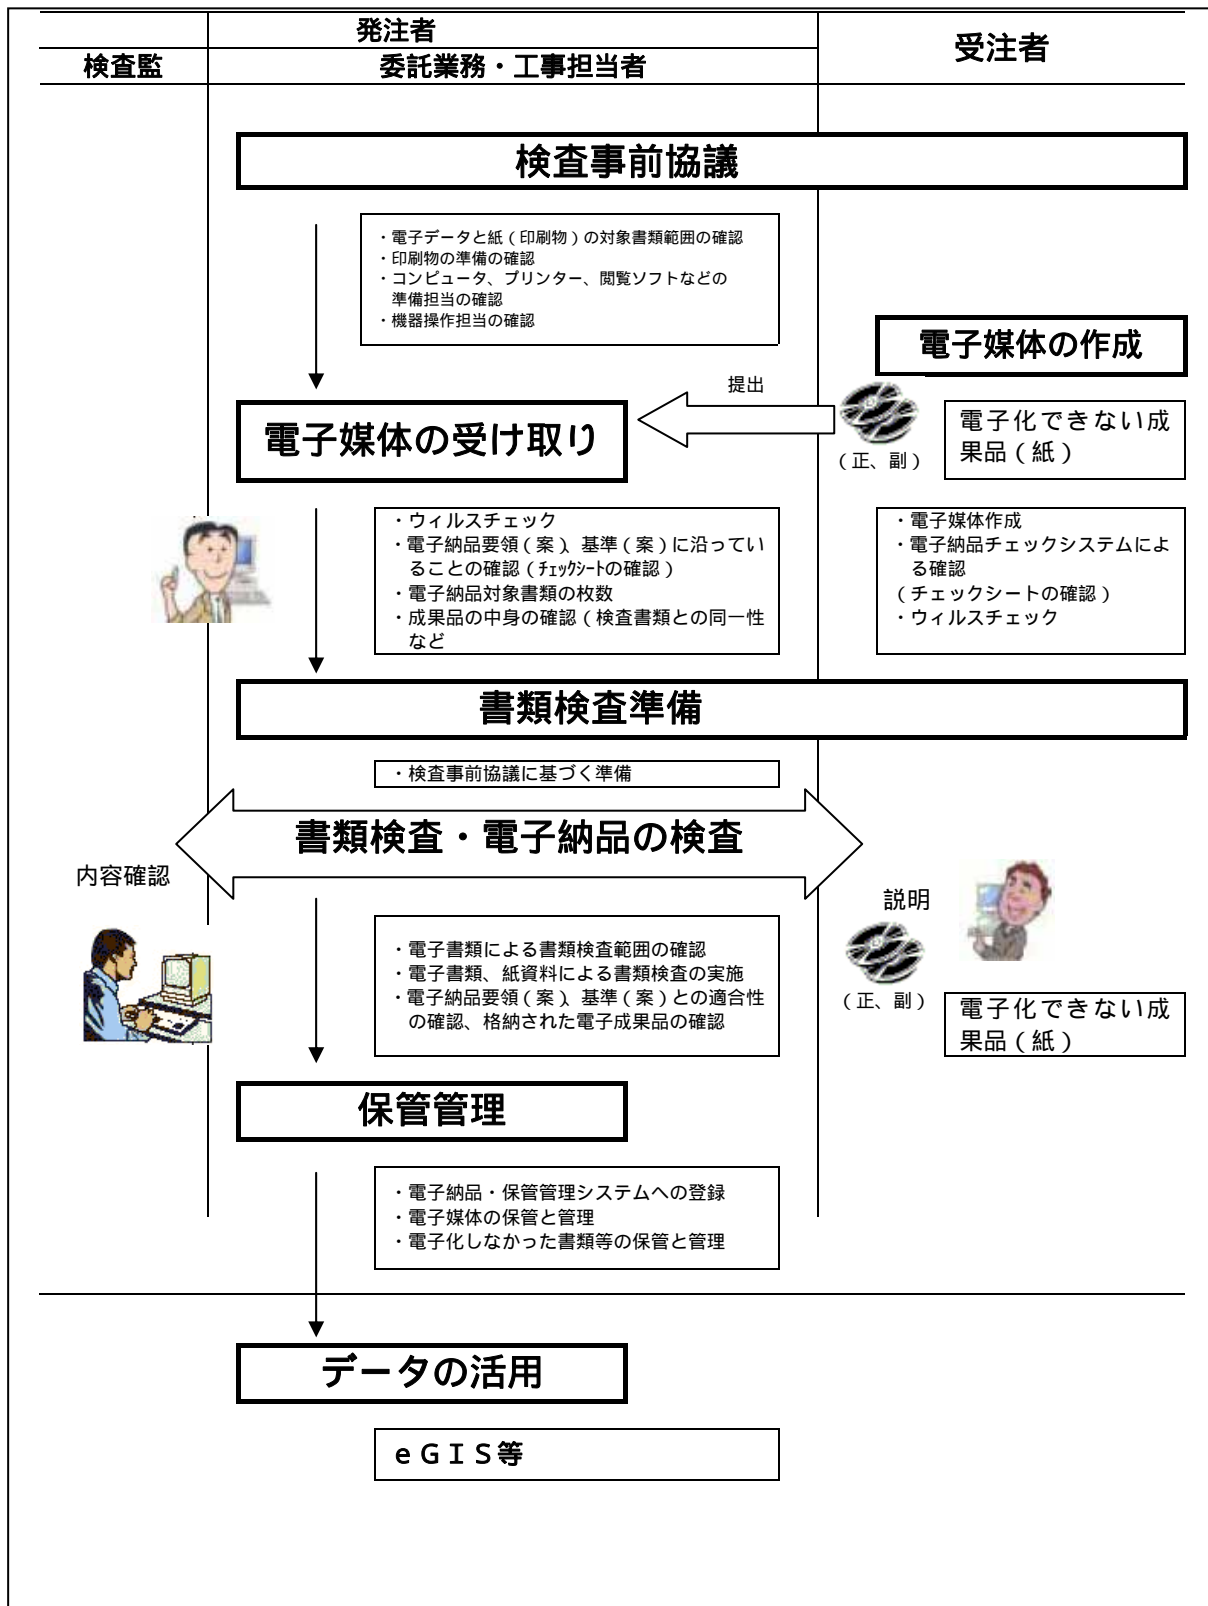 発注者
受注者
検査監
委託業務・工事担当者
検査事前協議
・電子データと紙(印刷物)の対象書類範囲の確認
・印刷物の準備の確認
・コンピュータ、プリンター、閲覧ソフトなどの
準備担当の確認
・機器操作担当の確認
電子媒体の作成
提出
電子媒体の受け取り
(正、副)
電子化できない成
果品(紙)
・ウィルスチェック
・電子納品要領(案)、基準(案)に沿ってい
ることの確認(ﾁｪｯｸｼｰﾄの確認)
・電子納品対象書類の枚数
・成果品の中身の確認(検査書類との同一性
など
・電子媒体作成
・電子納品チェックシステムによ
る確認
(チェックシートの確認)
・ウィルスチェック
書類検査準備
・検査事前協議に基づく準備
書類検査・電子納品の検査
内容確認
説明
・電子書類による書類検査範囲の確認
・電子書類、紙資料による書類検査の実施
・電子納品要領(案)、基準(案)との適合性
の確認、格納された電子成果品の確認
(正、副)
電子化できない成
果品(紙)
保管管理
・電子納品・保管管理システムへの登録
・電子媒体の保管と管理
・電子化しなかった書類等の保管と管理
データの活用
ｅＧＩＳ等